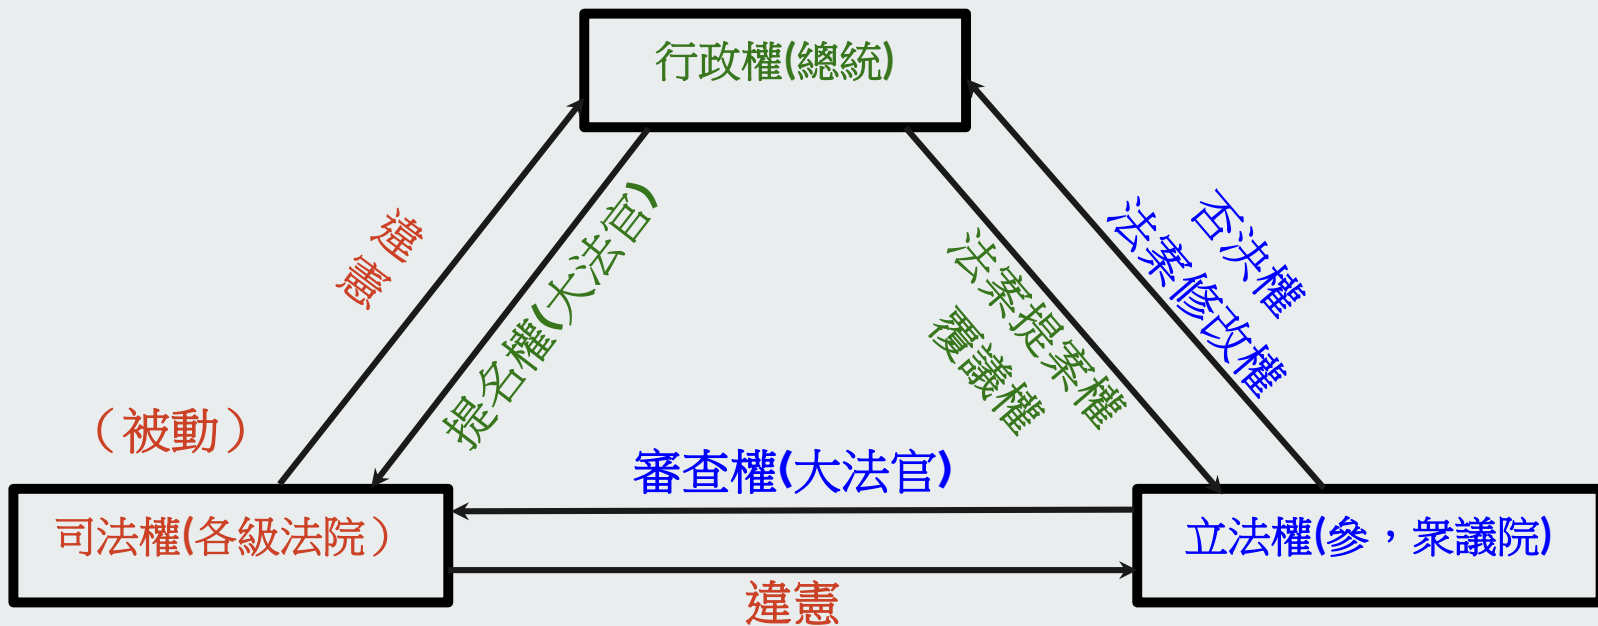 行政權(總統)
違憲
提名權(大法官)
法案提案權
覆議權
否決權
法案修改權
（被動）
審查權(大法官)
司法權(各級法院）
立法權(參，衆議院)
違憲